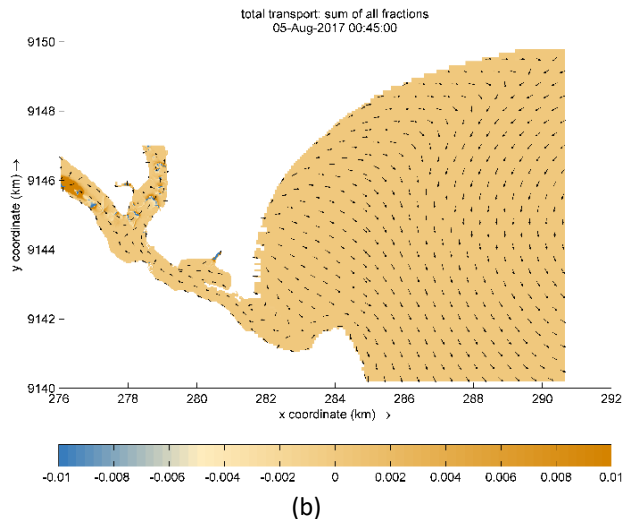 total transport: sum of all fractions
05-Aug-2017 00:45:00
9150
9148
9146
9144
9142
9140
y coordinate (km) →
276 278 280 282 284 286 288 290 292
x coordinate (km) →
-0.01 -0.008 -0.006 -0.004 -0.002 0 0.002 0.004 0.006 0.008 0.01
(b)